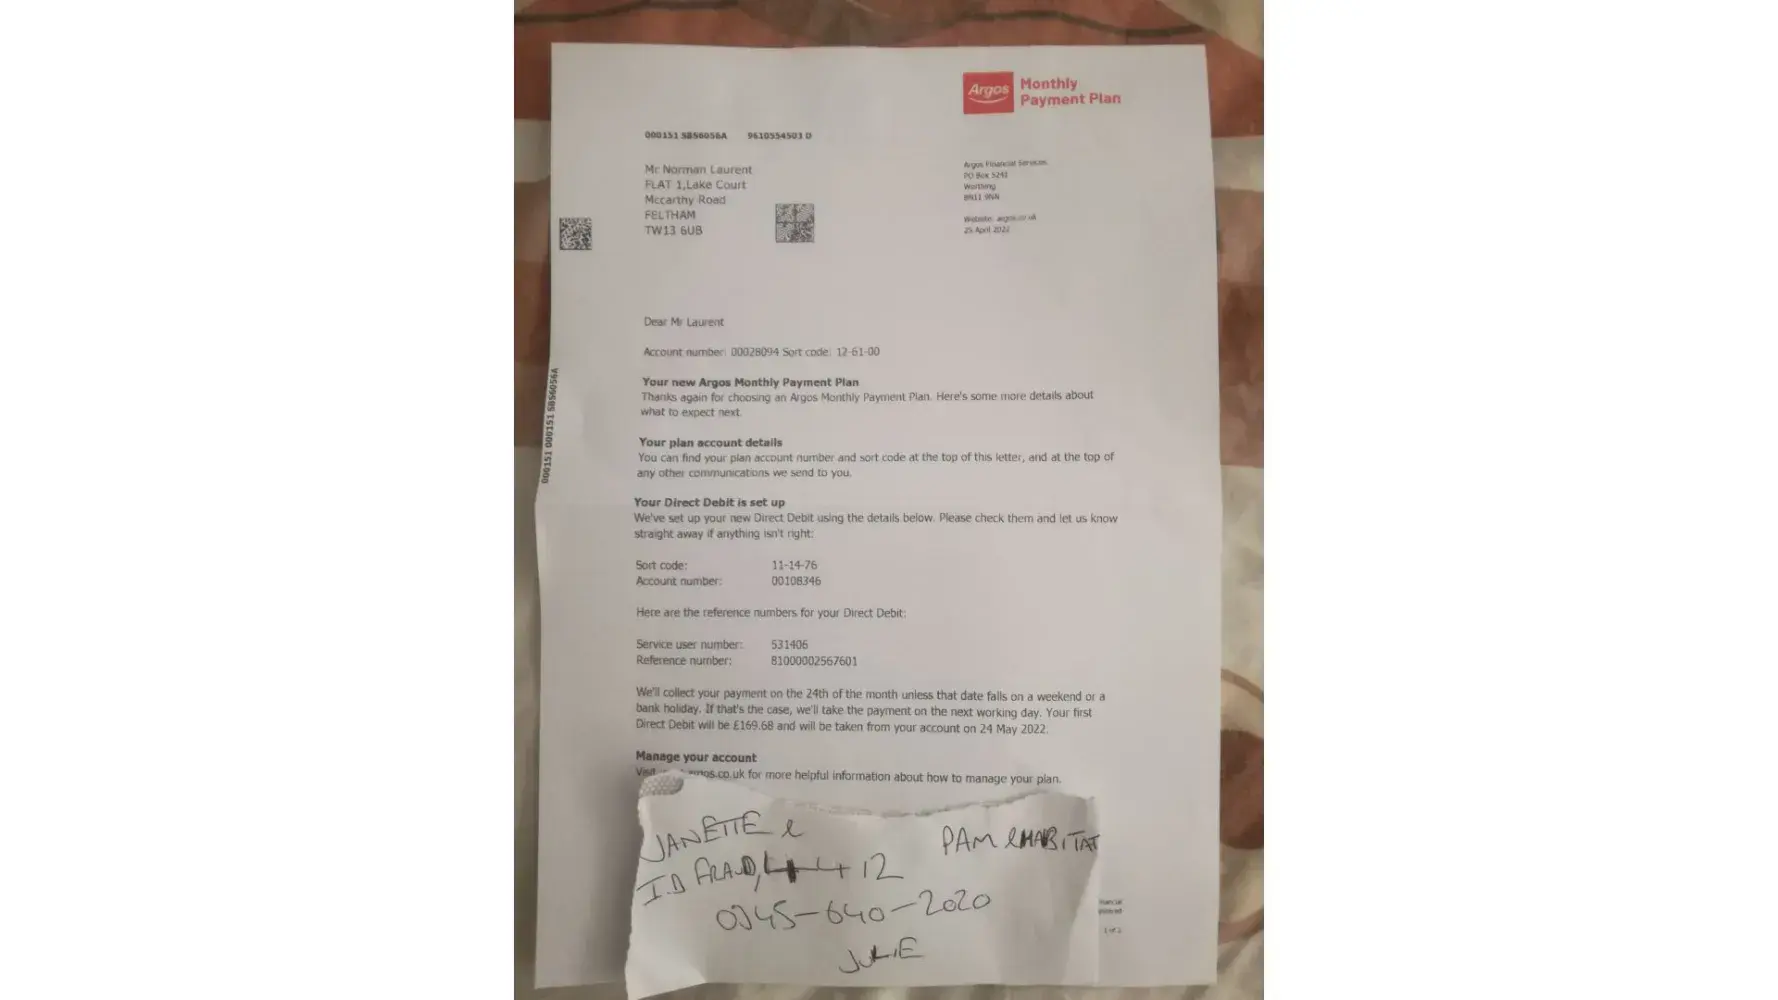 Argos
Monthly
Payment Plan
000151 SBS6056A 9610554503 D
Mr Norman Laurent
FLAT 1,Lake Court
Mccarthy Road
FELTHAM
TW13 6UB
Argos Financial Services
PO Box 5241
Worthing
BN11 9NN
Website: argos.co.uk
25 April 2022
000151 000151 SBS6056A
Dear Mr Laurent
Account number: 00028094 Sort code: 12-61-00
Your new Argos Monthly Payment Plan
Thanks again for choosing an Argos Monthly Payment Plan. Here's some more details about
what to expect next.
Your plan account details
You can find your plan account number and sort code at the top of this letter, and at the top of
any other communications we send to you.
Your Direct Debit is set up
We've set up your new Direct Debit using the details below. Please check them and let us know
straight away if anything isn't right:
Sort code: 11-14-76
Account number: 00108346
Here are the reference numbers for your Direct Debit:
Service user number: 531406
Reference number: 81000002567601
We'll collect your payment on the 24th of the month unless that date falls on a weekend or a
bank holiday. If that's the case, we'll take the payment on the next working day. Your first
Direct Debit will be £169.68 and will be taken from your account on 24 May 2022.
Manage your account
Visit .co.uk for more helpful information about how to manage your plan.
JANETTE &
PAM & HABITAT
I.D FRAUD, 12
0345-640-2020
JULIE
1 of 2